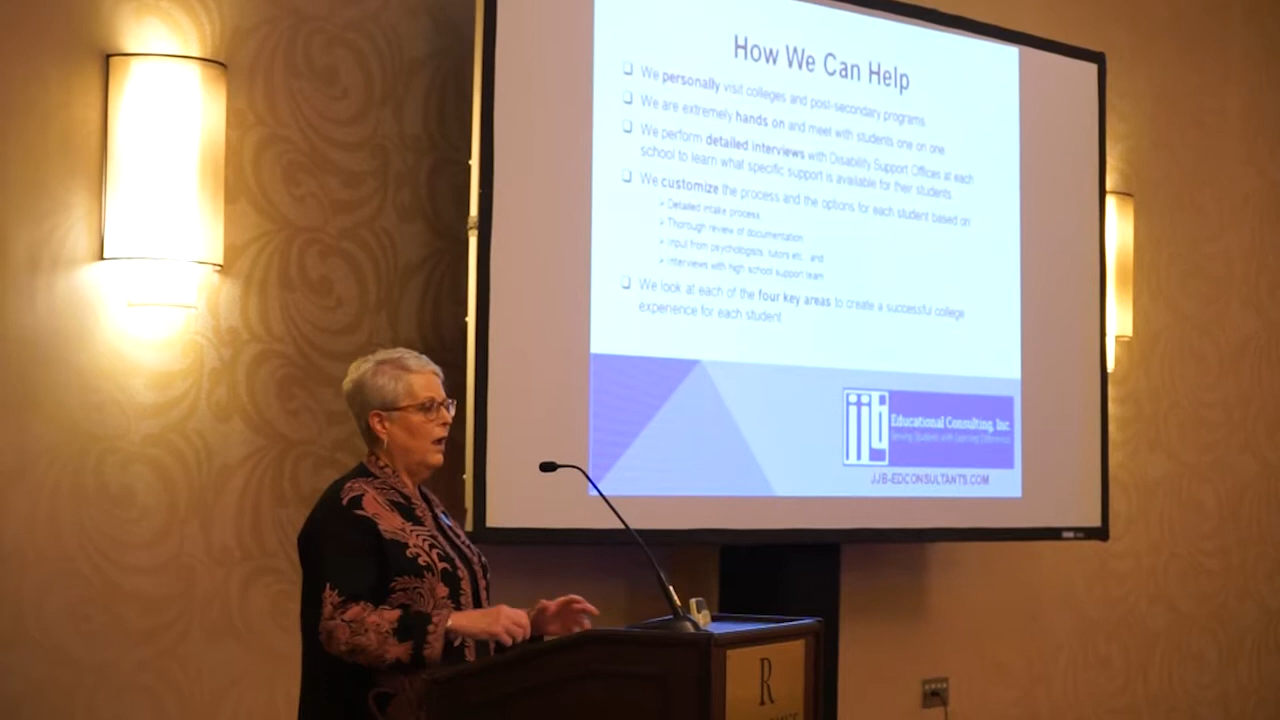 How We Can Help
We personally visit colleges and post-secondary programs.
We are extremely hands on and meet with students one on one
We perform detailed interviews with Disability Support Offices at each
school to learn what specific support is available for their students.
We customize the process and the options for each student based on
Detailed intake process,
Thorough review of documentation
Input from psychologists, tutors etc., and
Interviews with high school support team
We look at each of the four key areas to create a successful college
experience for each student
jjb
Educational Consulting, Inc.
Serving Students with Learning Differences
JJB-EDCONSULTANTS.COM
R